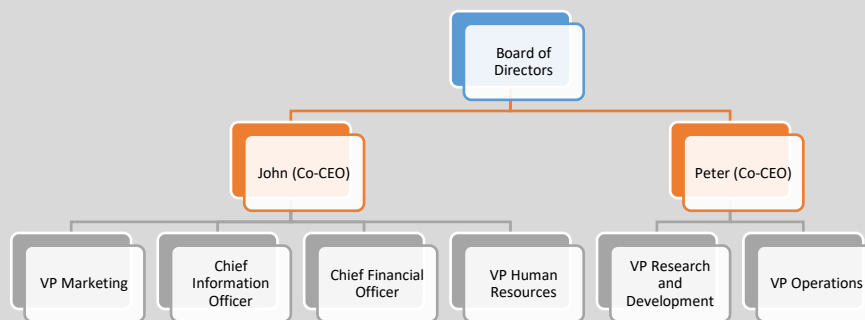 Board of
Directors
John (Co-CEO)
Peter (Co-CEO)
VP Marketing
Chief
Information
Officer
Chief Financial
Officer
VP Human
Resources
VP Research
and
Development
VP Operations